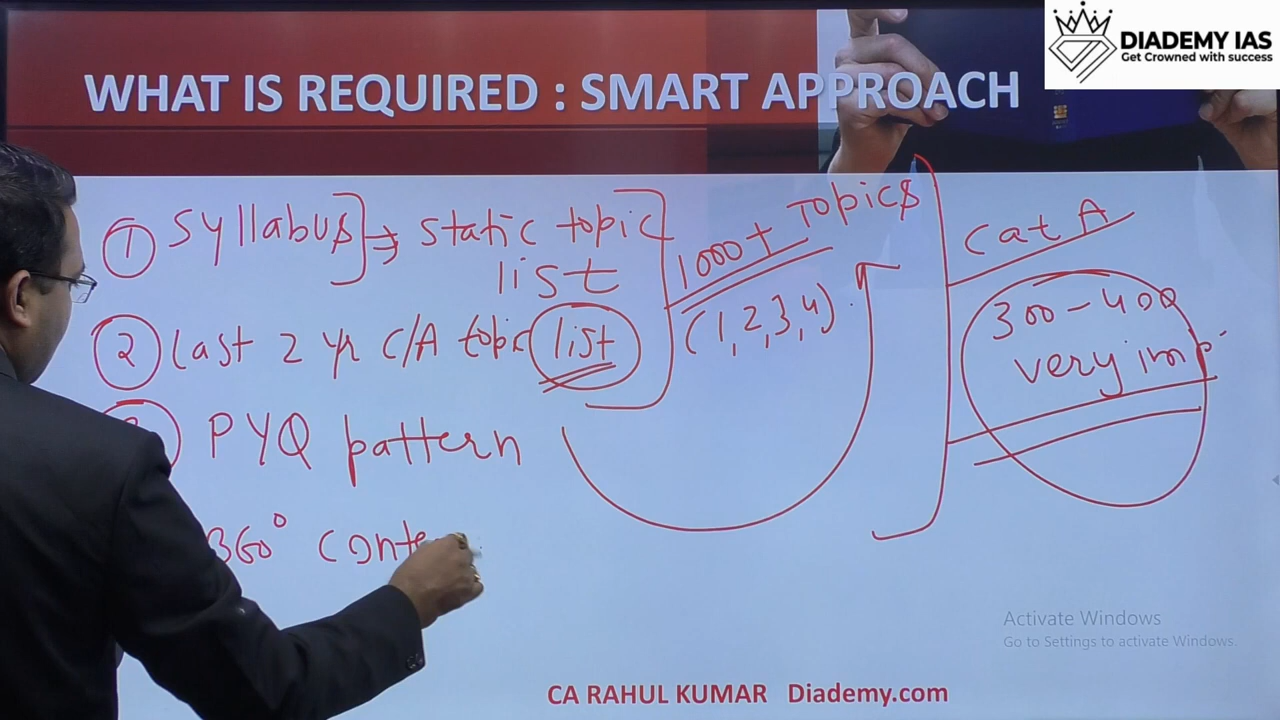 DIADEMY IAS
Get Crowned with success
WHAT IS REQUIRED : SMART APPROACH
① Syllabus → static topic
list
1000+ Topics
(1,2,3,4)
Cat A
300-400
very imp.
② Last 2 yr C/A topic list
PYQ pattern
360° Conte
Activate Windows
Go to Settings to activate Windows.
CA RAHUL KUMAR Diademy.com